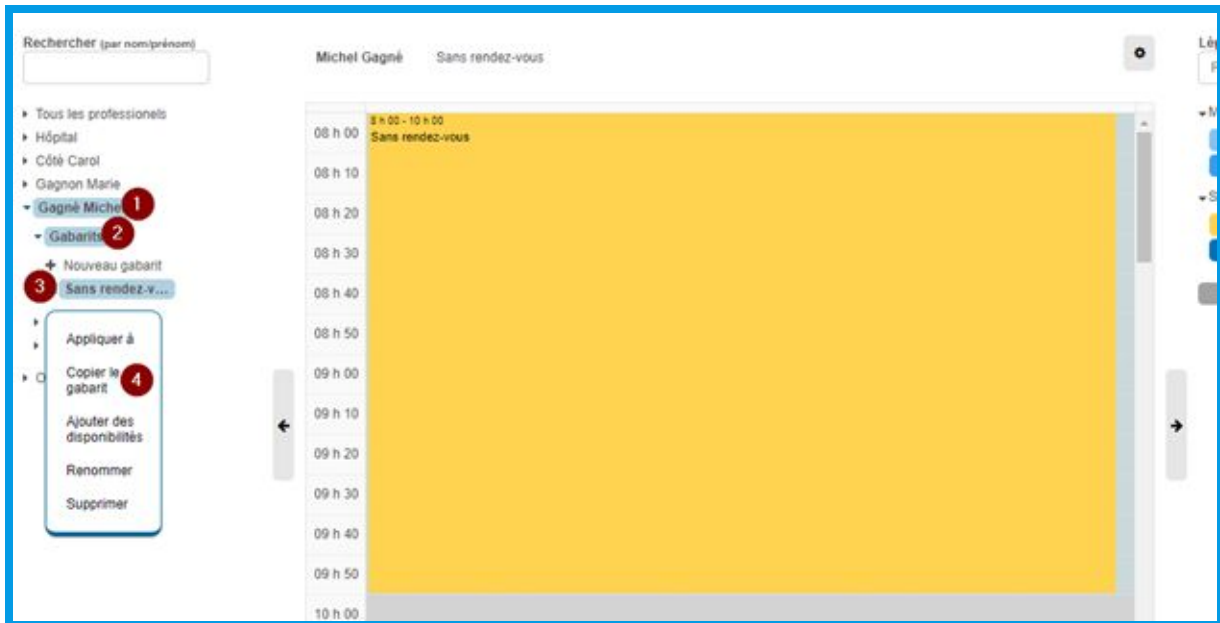 Rechercher (par nom/prénom)
Tous les professionels
Hôpital
Côté Carol
Gagnon Marie
Gagné Michel
1
Gabarits
2
Nouveau gabarit
3
Sans rendez-v...
Appliquer à
Copier le
gabarit
4
Ajouter des
disponibilités
Renommer
Supprimer
Michel Gagné Sans rendez-vous
8 h 00 - 10 h 00
Sans rendez-vous
08 h 00
08 h 10
08 h 20
08 h 30
08 h 40
08 h 50
09 h 00
09 h 10
09 h 20
09 h 30
09 h 40
09 h 50
10 h 00